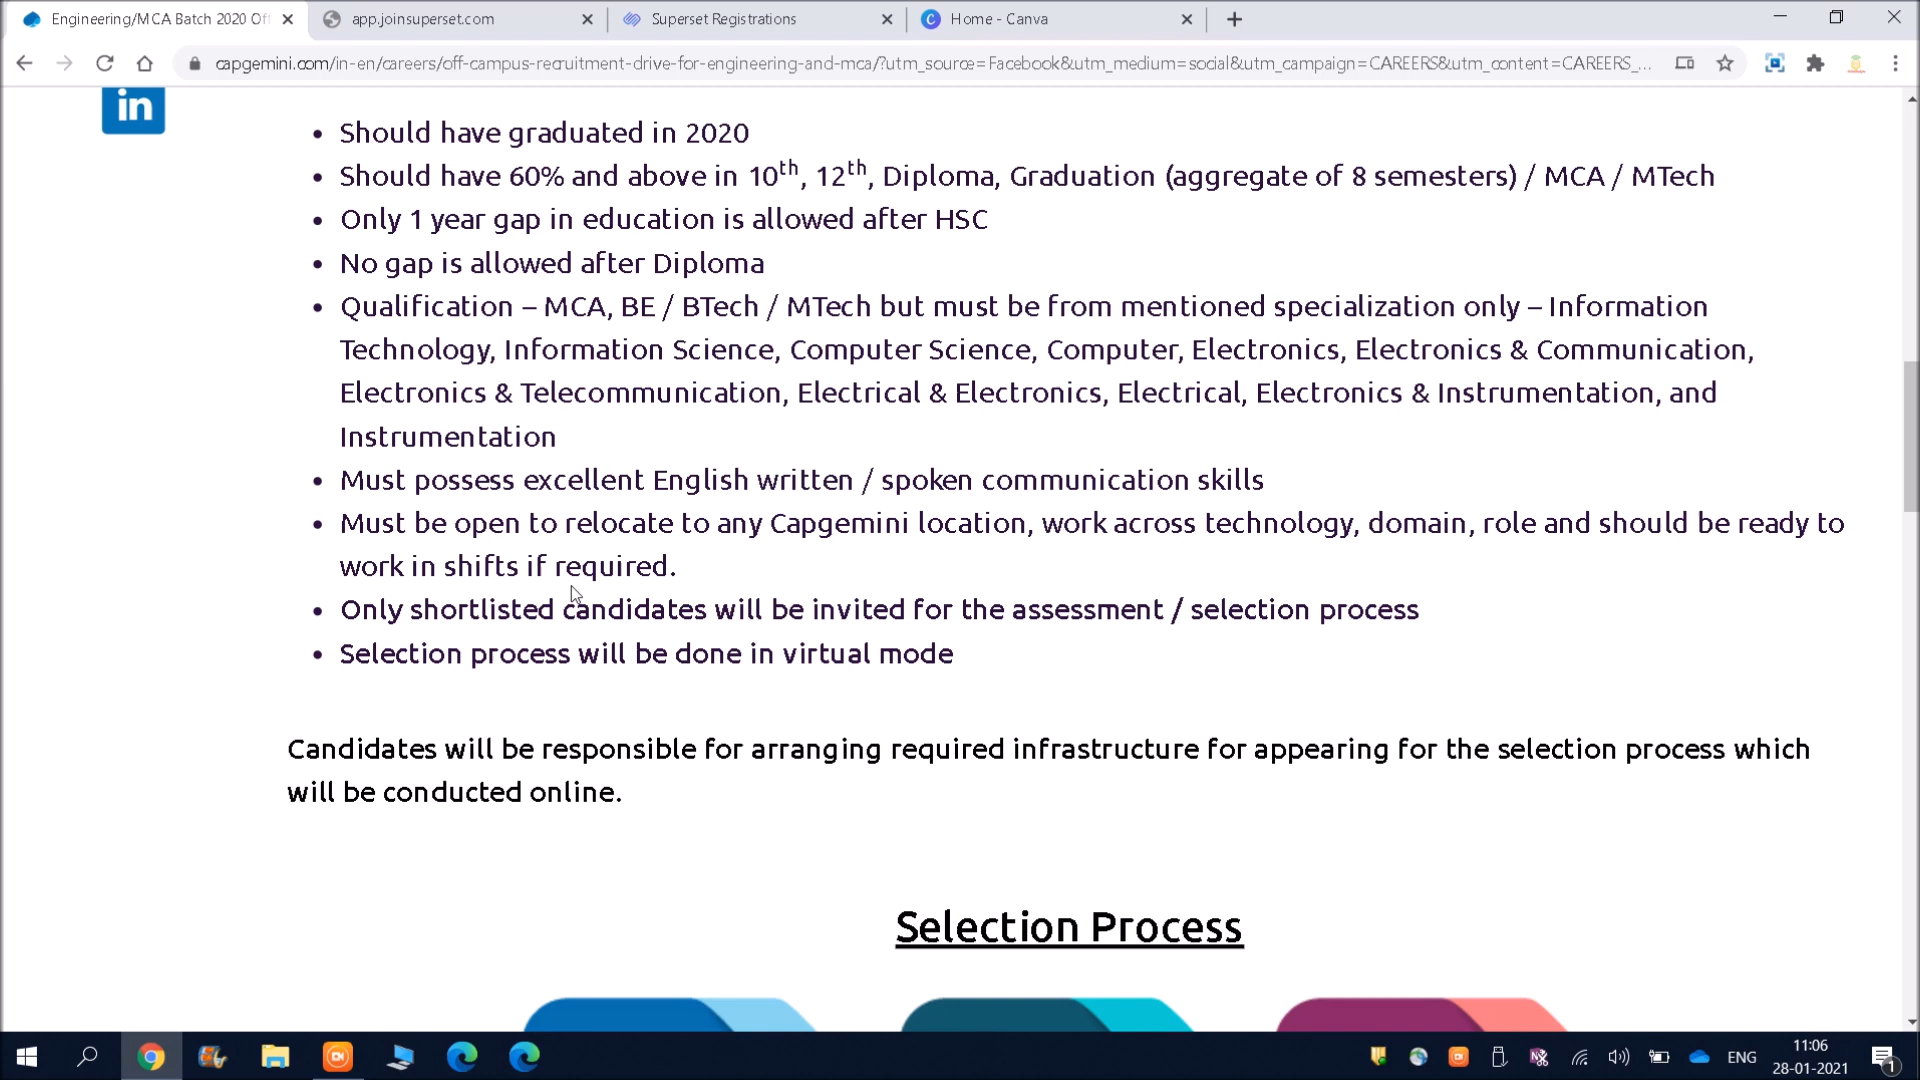 Engineering/MCA Batch 2020 Off
app.joinsuperset.com
Superset Registrations
Home - Canva
capgemini.com/in-en/careers/off-campus-recruitment-drive-for-engineering-and-mca/?utm_source=Facebook&utm_medium=social&utm_campaign=CAREERS&utm_content=CAREERS_...
in
• Should have graduated in 2020
• Should have 60% and above in 10th, 12th, Diploma, Graduation (aggregate of 8 semesters) / MCA / MTech
• Only 1 year gap in education is allowed after HSC
• No gap is allowed after Diploma
• Qualification – MCA, BE / BTech / MTech but must be from mentioned specialization only – Information
Technology, Information Science, Computer Science, Computer, Electronics, Electronics & Communication,
Electronics & Telecommunication, Electrical & Electronics, Electrical, Electronics & Instrumentation, and
Instrumentation
• Must possess excellent English written / spoken communication skills
• Must be open to relocate to any Capgemini location, work across technology, domain, role and should be ready to
work in shifts if required.
• Only shortlisted candidates will be invited for the assessment / selection process
• Selection process will be done in virtual mode
Candidates will be responsible for arranging required infrastructure for appearing for the selection process which
will be conducted online.
Selection Process
ENG
11:06
28-01-2021
1